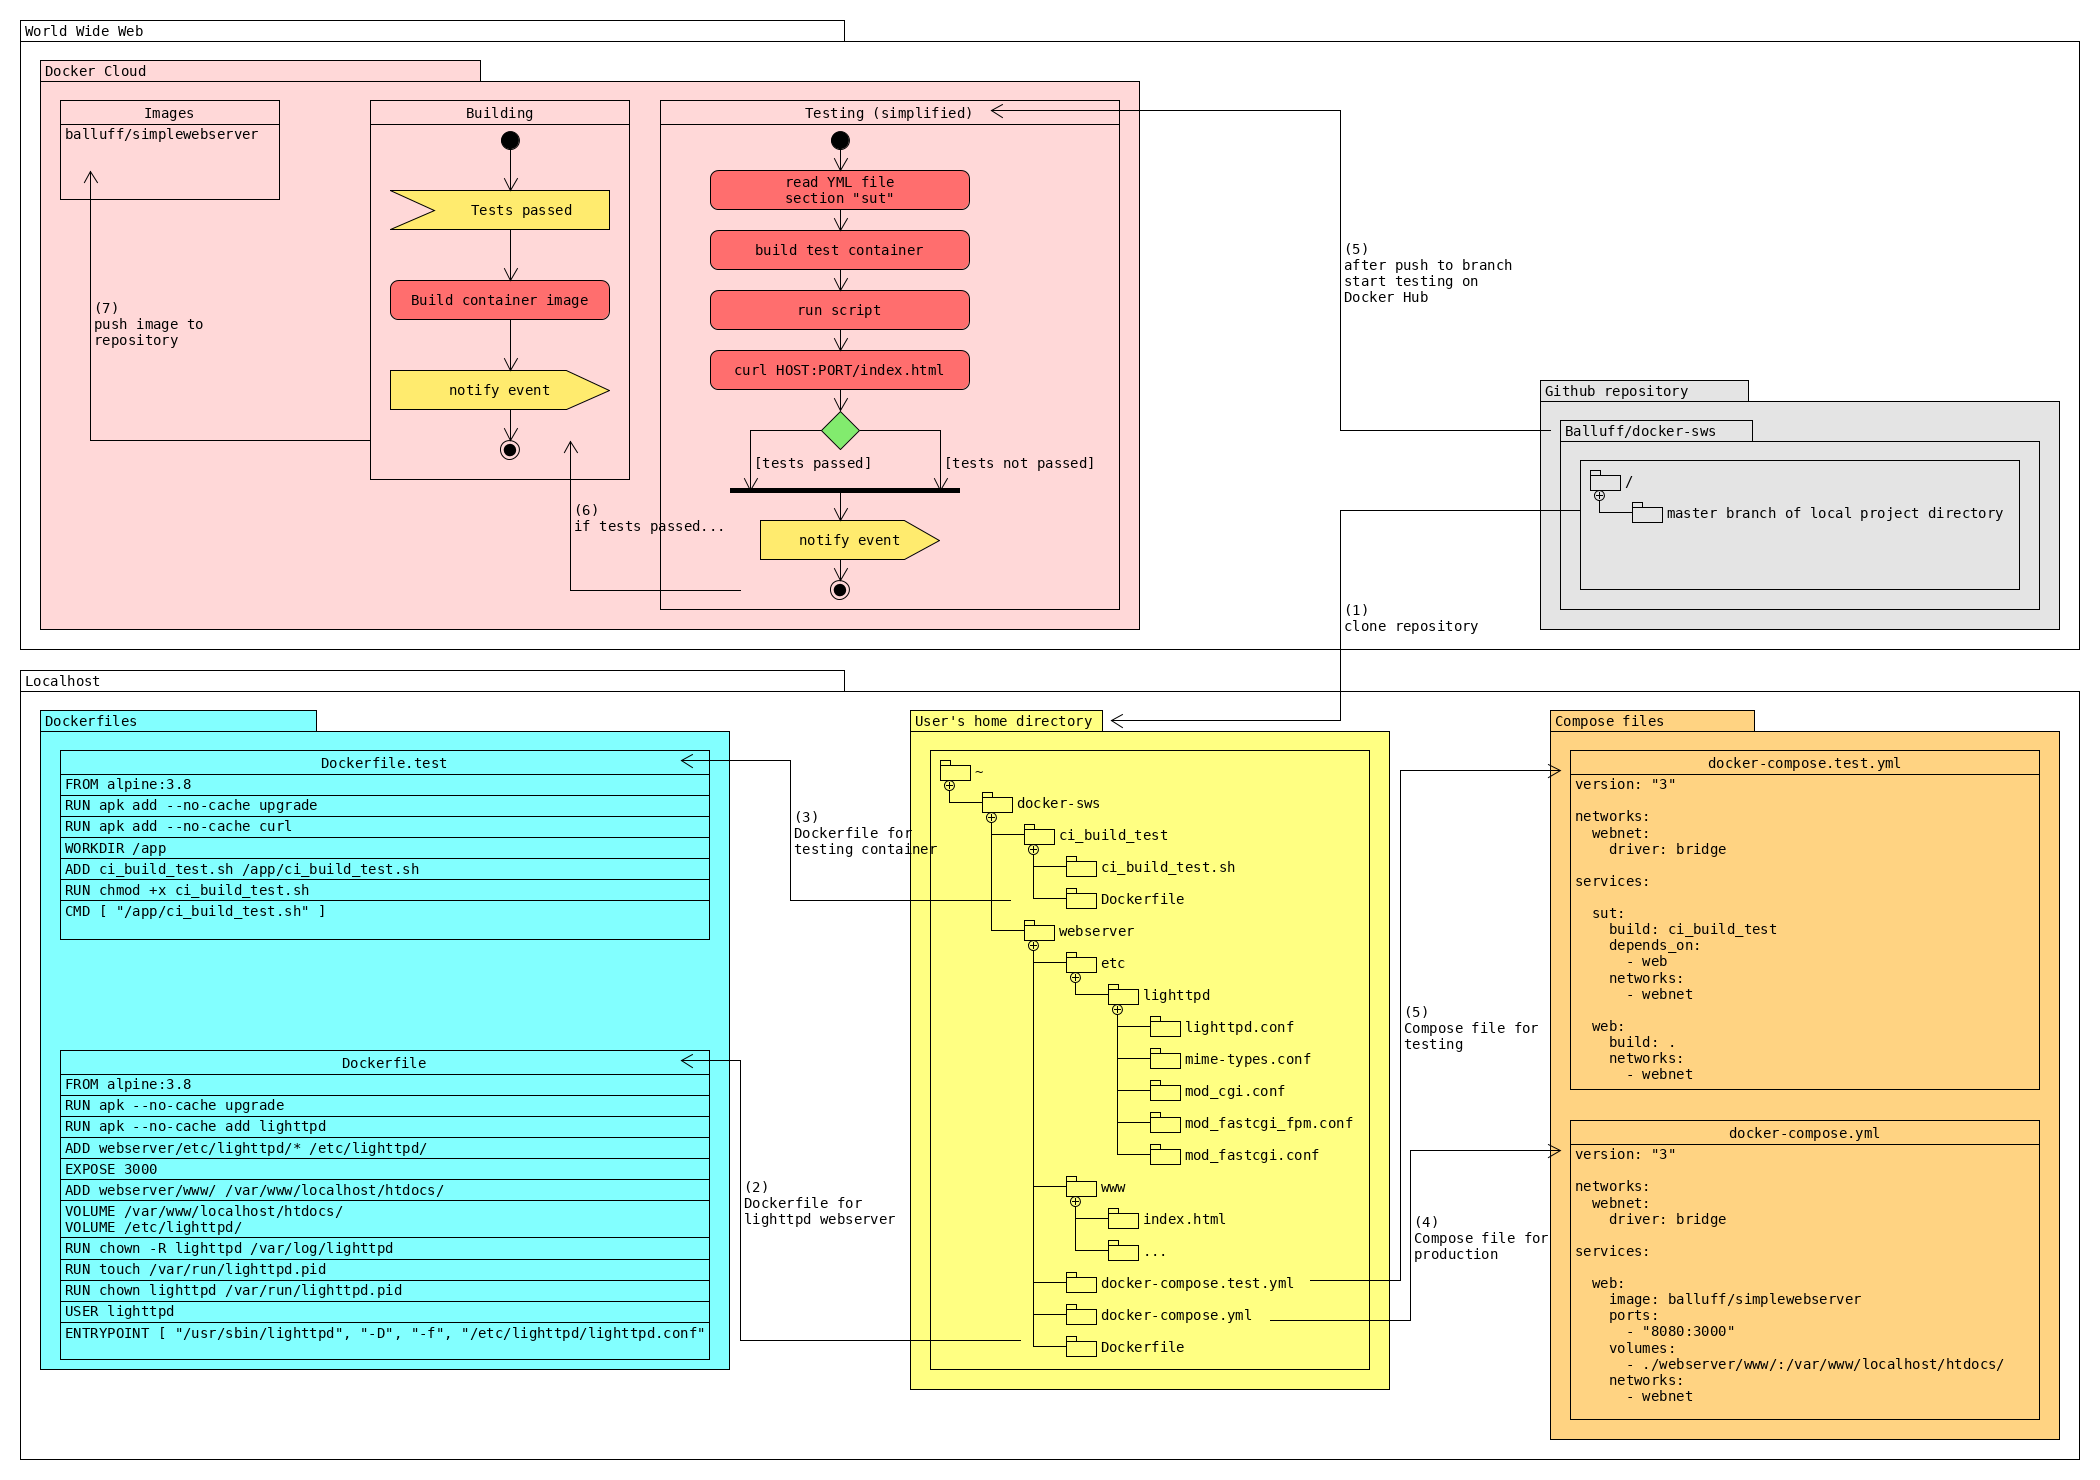 World Wide Web
Docker Cloud
Images
balluff/simplewebserver
(7)
push image to
repository
Building
Tests passed
Build container image
notify event
(6)
if tests passed...
Testing (simplified)
read YML file
section "sut"
build test container
run script
curl HOST:PORT/index.html
[tests passed]
[tests not passed]
notify event
(5)
after push to branch
start testing on
Docker Hub
Github repository
Balluff/docker-sws
/
master branch of local project directory
(1)
clone repository
Localhost
Dockerfiles
Dockerfile.test
FROM alpine:3.8
RUN apk add --no-cache upgrade
RUN apk add --no-cache curl
WORKDIR /app
ADD ci_build_test.sh /app/ci_build_test.sh
RUN chmod +x ci_build_test.sh
CMD [ "/app/ci_build_test.sh" ]
Dockerfile
FROM alpine:3.8
RUN apk --no-cache upgrade
RUN apk --no-cache add lighttpd
ADD webserver/etc/lighttpd/* /etc/lighttpd/
EXPOSE 3000
ADD webserver/www/ /var/www/localhost/htdocs/
VOLUME /var/www/localhost/htdocs/
VOLUME /etc/lighttpd/
RUN chown -R lighttpd /var/log/lighttpd
RUN touch /var/run/lighttpd.pid
RUN chown lighttpd /var/run/lighttpd.pid
USER lighttpd
ENTRYPOINT [ "/usr/sbin/lighttpd", "-D", "-f", "/etc/lighttpd/lighttpd.conf"
(3)
Dockerfile for
testing container
(2)
Dockerfile for
lighttpd webserver
User's home directory
~
docker-sws
ci_build_test
ci_build_test.sh
Dockerfile
webserver
etc
lighttpd
lighttpd.conf
mime-types.conf
mod_cgi.conf
mod_fastcgi_fpm.conf
mod_fastcgi.conf
www
index.html
...
docker-compose.test.yml
docker-compose.yml
Dockerfile
(5)
Compose file for
testing
(4)
Compose file for
production
Compose files
docker-compose.test.yml
version: "3"
networks:
webnet:
driver: bridge
services:
sut:
build: ci_build_test
depends_on:
- web
networks:
- webnet
web:
build: .
networks:
- webnet
docker-compose.yml
version: "3"
networks:
webnet:
driver: bridge
services:
web:
image: balluff/simplewebserver
ports:
- "8080:3000"
volumes:
- ./webserver/www/:/var/www/localhost/htdocs/
networks:
- webnet